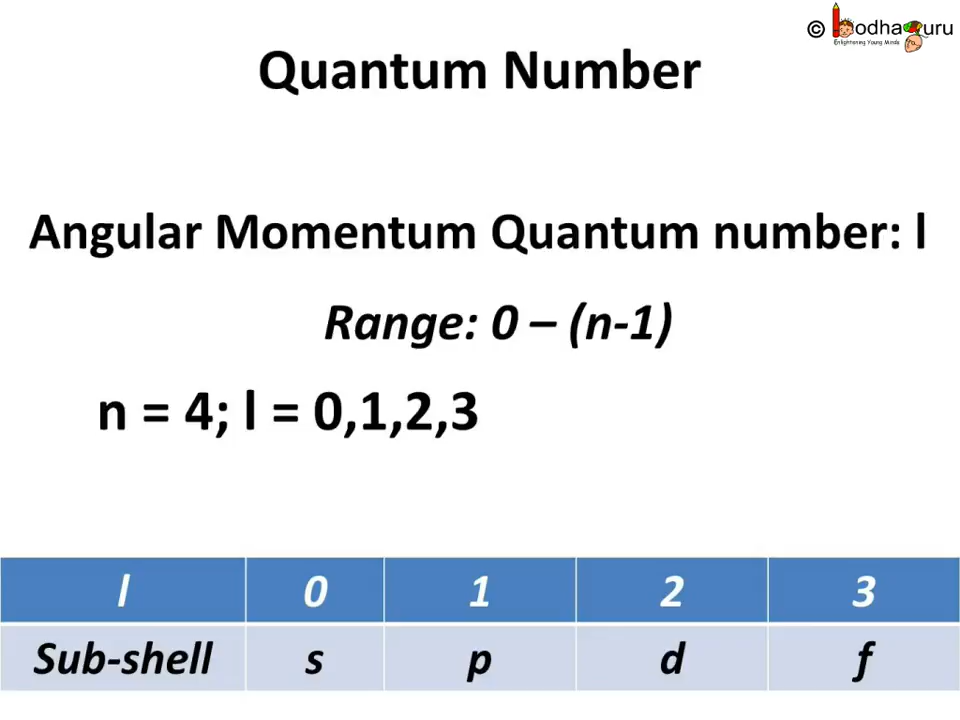 © BodhaGuru
Enlightening Young Minds
Quantum Number
Angular Momentum Quantum number: l
Range: 0 – (n-1)
n = 4; l = 0,1,2,3
l 0 1 2 3
Sub-shell s p d f